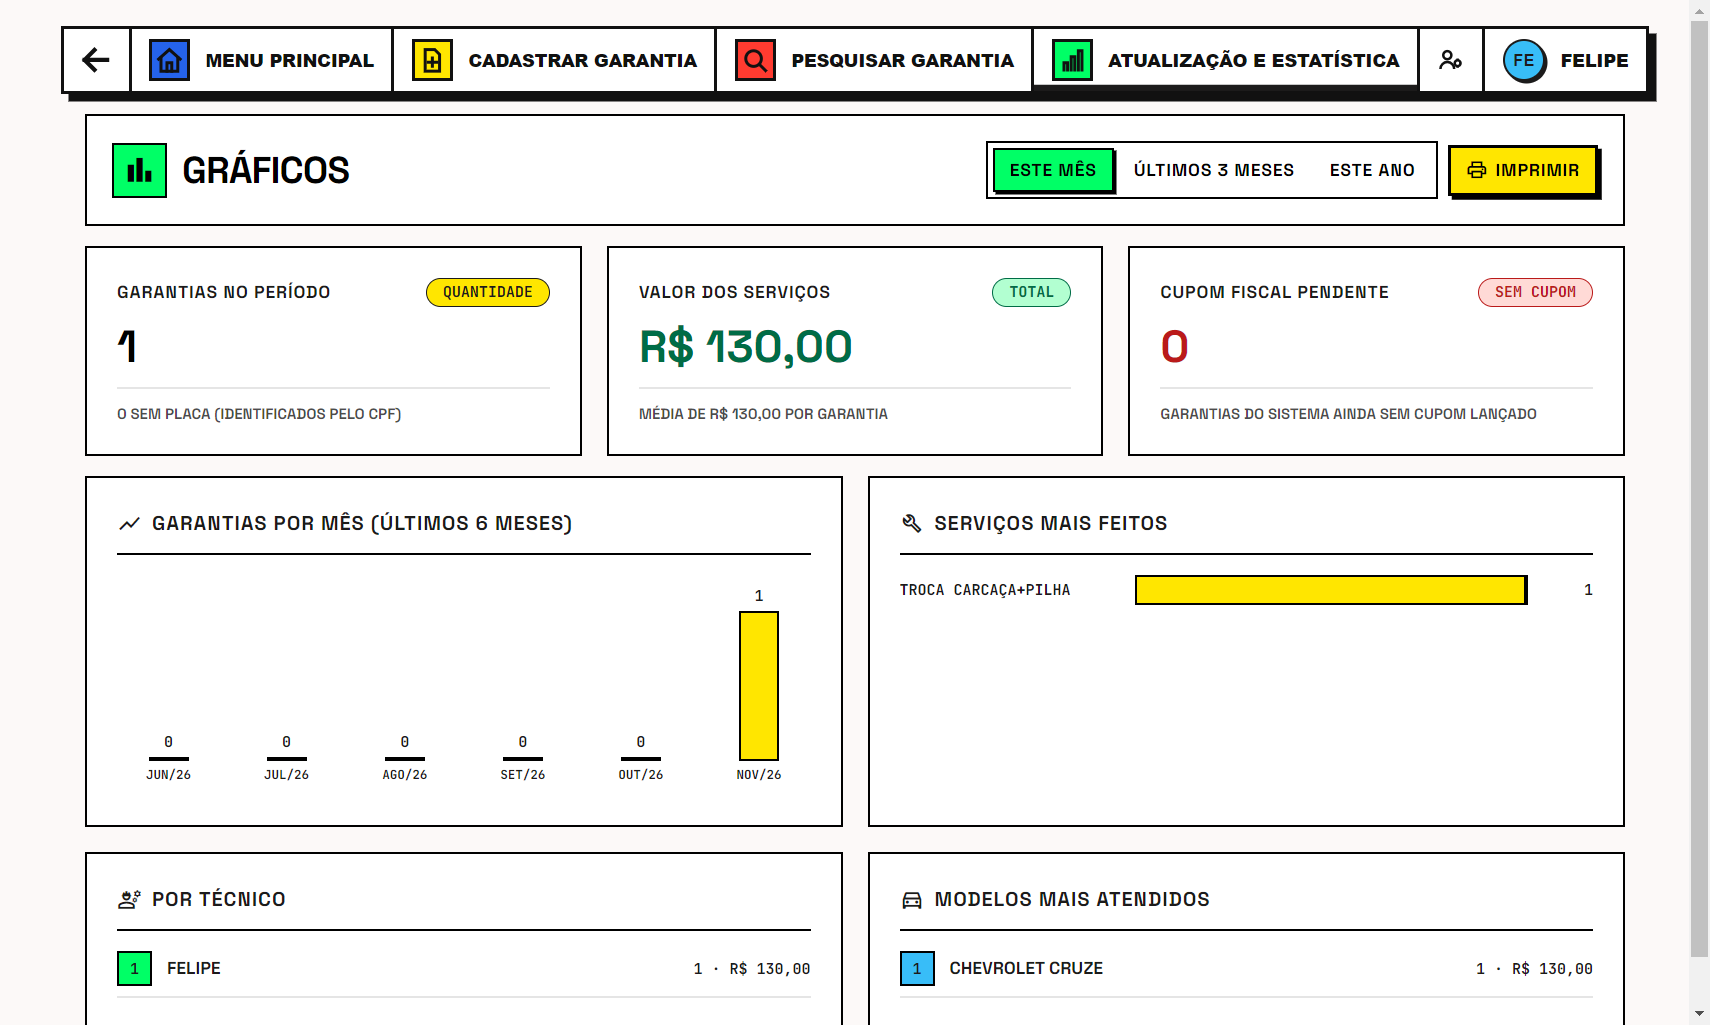 MENU PRINCIPAL
CADASTRAR GARANTIA
PESQUISAR GARANTIA
ATUALIZAÇÃO E ESTATÍSTICA
FE
FELIPE
GRÁFICOS
ESTE MÊS
ÚLTIMOS 3 MESES
ESTE ANO
IMPRIMIR
GARANTIAS NO PERÍODO
QUANTIDADE
1
0 SEM PLACA (IDENTIFICADOS PELO CPF)
VALOR DOS SERVIÇOS
TOTAL
R$ 130,00
MÉDIA DE R$ 130,00 POR GARANTIA
CUPOM FISCAL PENDENTE
SEM CUPOM
0
GARANTIAS DO SISTEMA AINDA SEM CUPOM LANÇADO
GARANTIAS POR MÊS (ÚLTIMOS 6 MESES)
0
JUN/26
0
JUL/26
0
AGO/26
0
SET/26
0
OUT/26
1
NOV/26
SERVIÇOS MAIS FEITOS
TROCA CARCAÇA+PILHA
1
POR TÉCNICO
1
FELIPE
1 · R$ 130,00
MODELOS MAIS ATENDIDOS
1
CHEVROLET CRUZE
1 · R$ 130,00